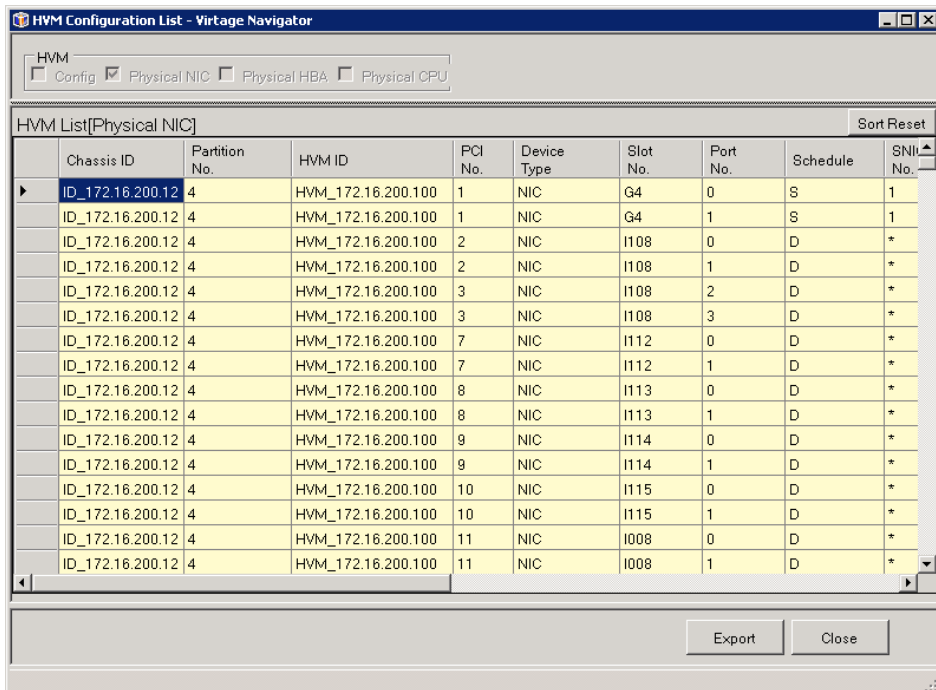 HVM Configuration List - Virtage Navigator
HVM
Config Physical NIC Physical HBA Physical CPU
HVM List[Physical NIC] Sort Reset
Chassis ID Partition No. HVM ID PCI No. Device Type Slot No. Port No. Schedule SNI No.
ID_172.16.200.12 4 HVM_172.16.200.100 1 NIC G4 0 S 1
ID_172.16.200.12 4 HVM_172.16.200.100 1 NIC G4 1 S 1
ID_172.16.200.12 4 HVM_172.16.200.100 2 NIC I108 0 D *
ID_172.16.200.12 4 HVM_172.16.200.100 2 NIC I108 1 D *
ID_172.16.200.12 4 HVM_172.16.200.100 3 NIC I108 2 D *
ID_172.16.200.12 4 HVM_172.16.200.100 3 NIC I108 3 D *
ID_172.16.200.12 4 HVM_172.16.200.100 7 NIC I112 0 D *
ID_172.16.200.12 4 HVM_172.16.200.100 7 NIC I112 1 D *
ID_172.16.200.12 4 HVM_172.16.200.100 8 NIC I113 0 D *
ID_172.16.200.12 4 HVM_172.16.200.100 8 NIC I113 1 D *
ID_172.16.200.12 4 HVM_172.16.200.100 9 NIC I114 0 D *
ID_172.16.200.12 4 HVM_172.16.200.100 9 NIC I114 1 D *
ID_172.16.200.12 4 HVM_172.16.200.100 10 NIC I115 0 D *
ID_172.16.200.12 4 HVM_172.16.200.100 10 NIC I115 1 D *
ID_172.16.200.12 4 HVM_172.16.200.100 11 NIC I008 0 D *
ID_172.16.200.12 4 HVM_172.16.200.100 11 NIC I008 1 D *
Export Close